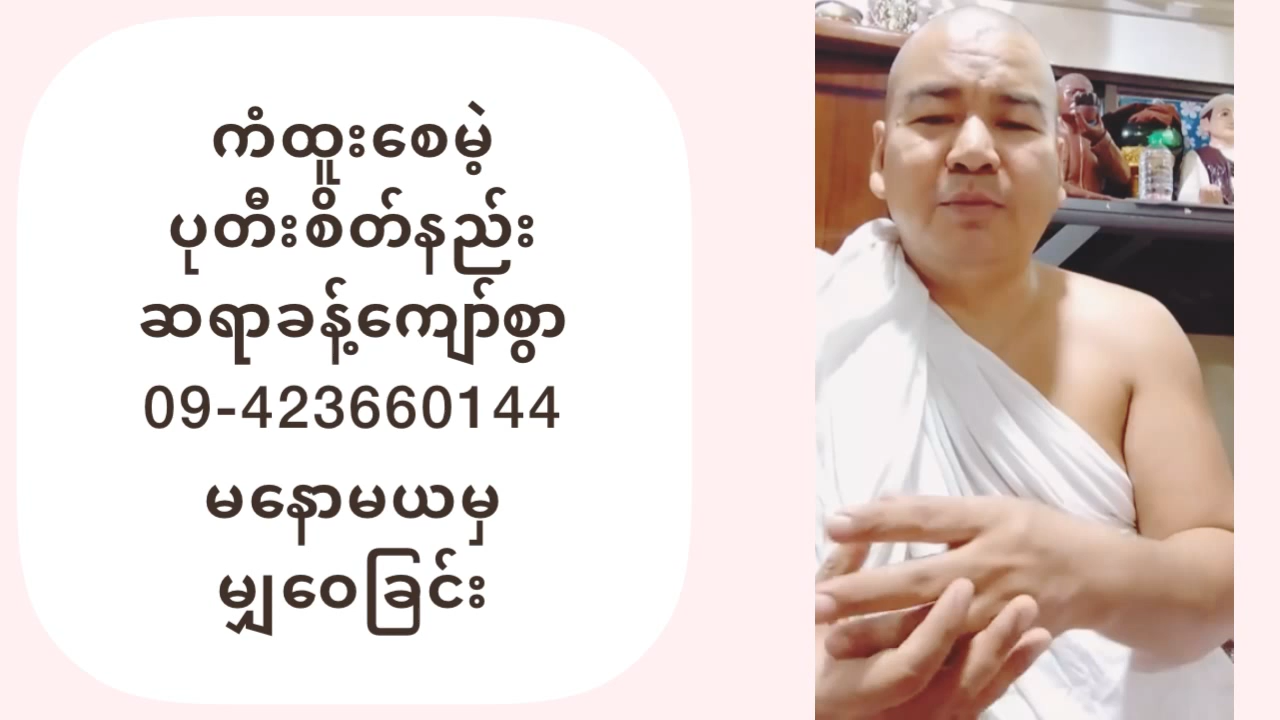 ကံထူးစေမဲ့
ပုတီးစိတ်နည်း
ဆရာခန့်ကျော်စွာ
09-423660144
မနောမယမှ
မျှဝေခြင်း